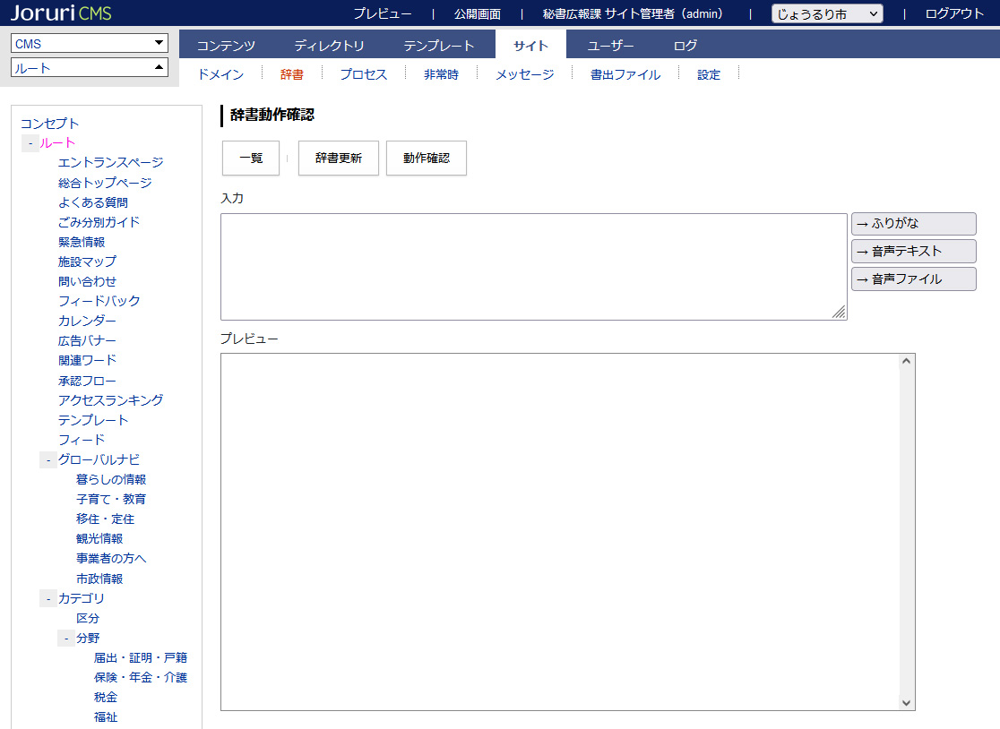 Joruri CMS
プレビュー | 公開画面 | 秘書広報課 サイト管理者（admin） | じょうるり市 | ログアウト
CMS
ルート
コンテンツ ディレクトリ テンプレート サイト ユーザー ログ
ドメイン 辞書 プロセス 非常時 メッセージ 書出ファイル 設定
コンセプト
- ルート
エントランスページ
総合トップページ
よくある質問
ごみ分別ガイド
緊急情報
施設マップ
問い合わせ
フィードバック
カレンダー
広告バナー
関連ワード
承認フロー
アクセスランキング
テンプレート
フィード
- グローバルナビ
暮らしの情報
子育て・教育
移住・定住
観光情報
事業者の方へ
市政情報
- カテゴリ
区分
- 分野
届出・証明・戸籍
保険・年金・介護
税金
福祉
辞書動作確認
一覧 辞書更新 動作確認
入力
→ ふりがな
→ 音声テキスト
→ 音声ファイル
プレビュー